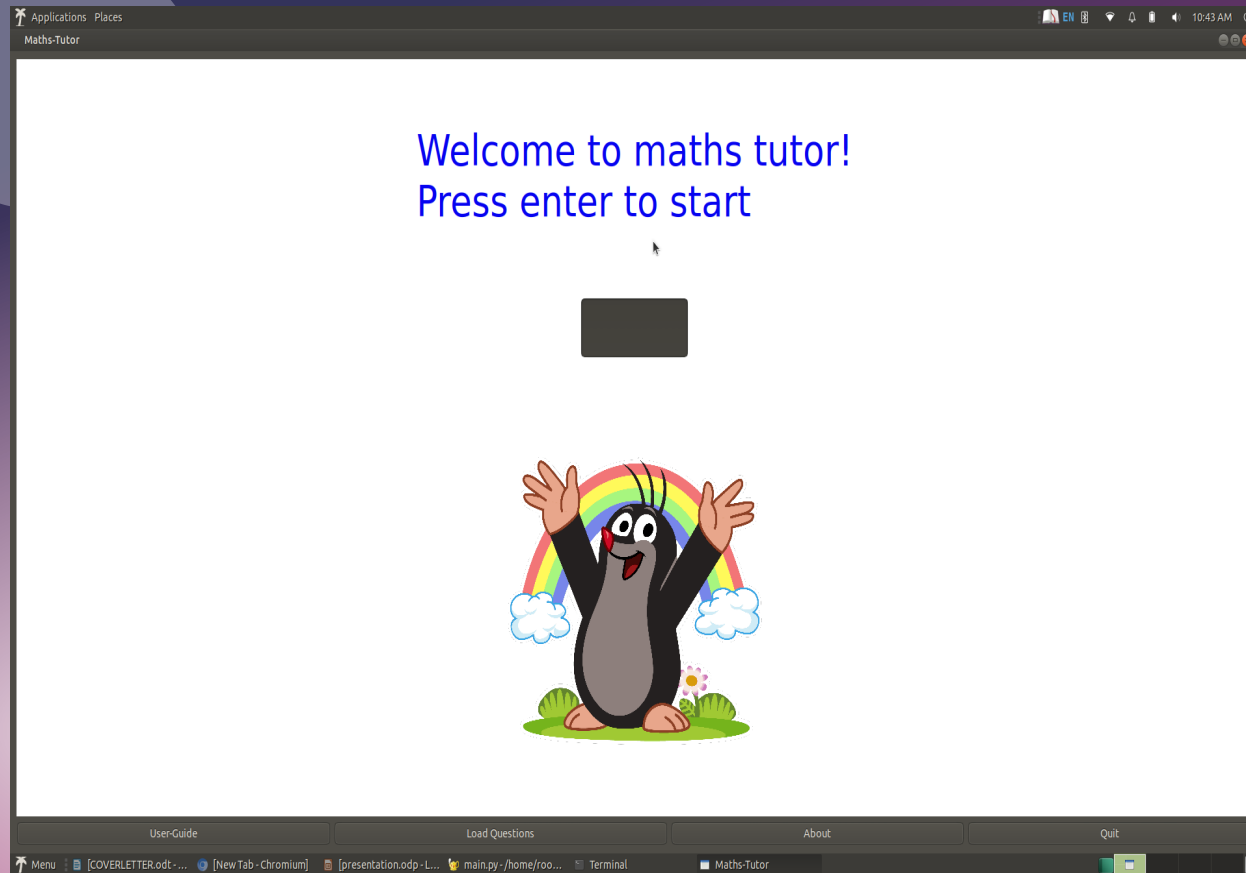 Applications Places
EN
10:43 AM
Maths-Tutor
Welcome to maths tutor!
Press enter to start
User-Guide
Load Questions
About
Quit
Menu
[COVERLETTER.odt - ...
[New Tab - Chromium]
[presentation.odp - L...
main.py - /home/roo...
Terminal
Maths-Tutor